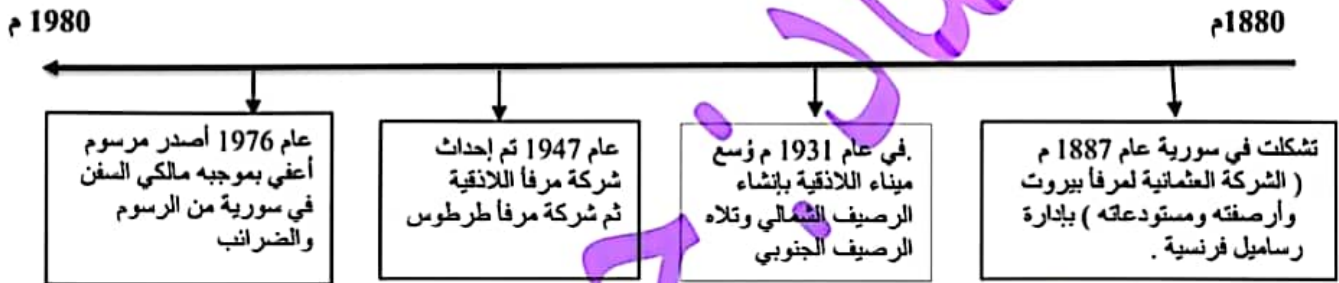 1880م
1980 م
تشكلت في سورية عام 1887 م
( الشركة العثمانية لمرفأ بيروت
وأرصفته ومستودعاته ) بإدارة
رساميل فرنسية .
.في عام 1931 م وُسع
ميناء اللاذقية بإنشاء
الرصيف الشمالي وتلاه
الرصيف الجنوبي
عام 1947 تم إحداث
شركة مرفأ اللاذقية
ثم شركة مرفأ طرطوس
عام 1976 أصدر مرسوم
أعفي بموجبه مالكي السفن
في سورية من الرسوم
والضرائب